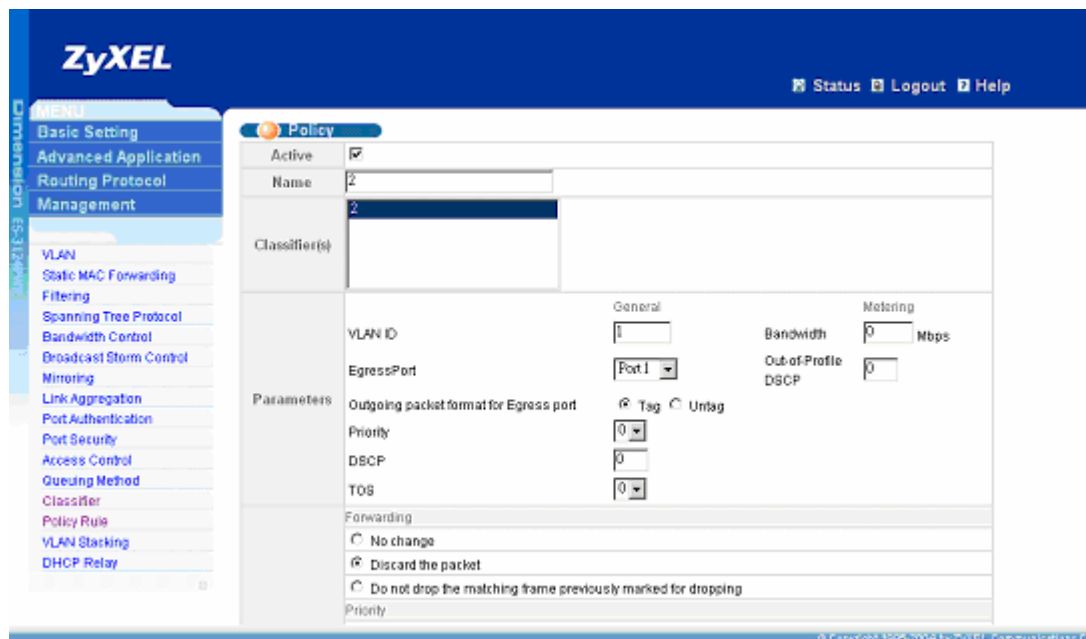 ZyXEL
Status Logout Help
MENU
Dimension
Basic Setting
Advanced Application
Routing Protocol
Management
VLAN
Static MAC Forwarding
Filtering
Spanning Tree Protocol
Bandwidth Control
Broadcast Storm Control
Mirroring
Link Aggregation
Port Authentication
Port Security
Access Control
Queuing Method
Classifier
Policy Rule
VLAN Stacking
DHCP Relay
Policy
Active
Name 2
Classifier(s) 2
Parameters
General Metering
VLAN ID 1 Bandwidth 0 Mbps
EgressPort Port 1 Out-of-Profile DSCP 0
Outgoing packet format for Egress port Tag Untag
Priority 0
DSCP 0
TOS 0
Forwarding
No change
Discard the packet
Do not drop the matching frame previously marked for dropping
Priority